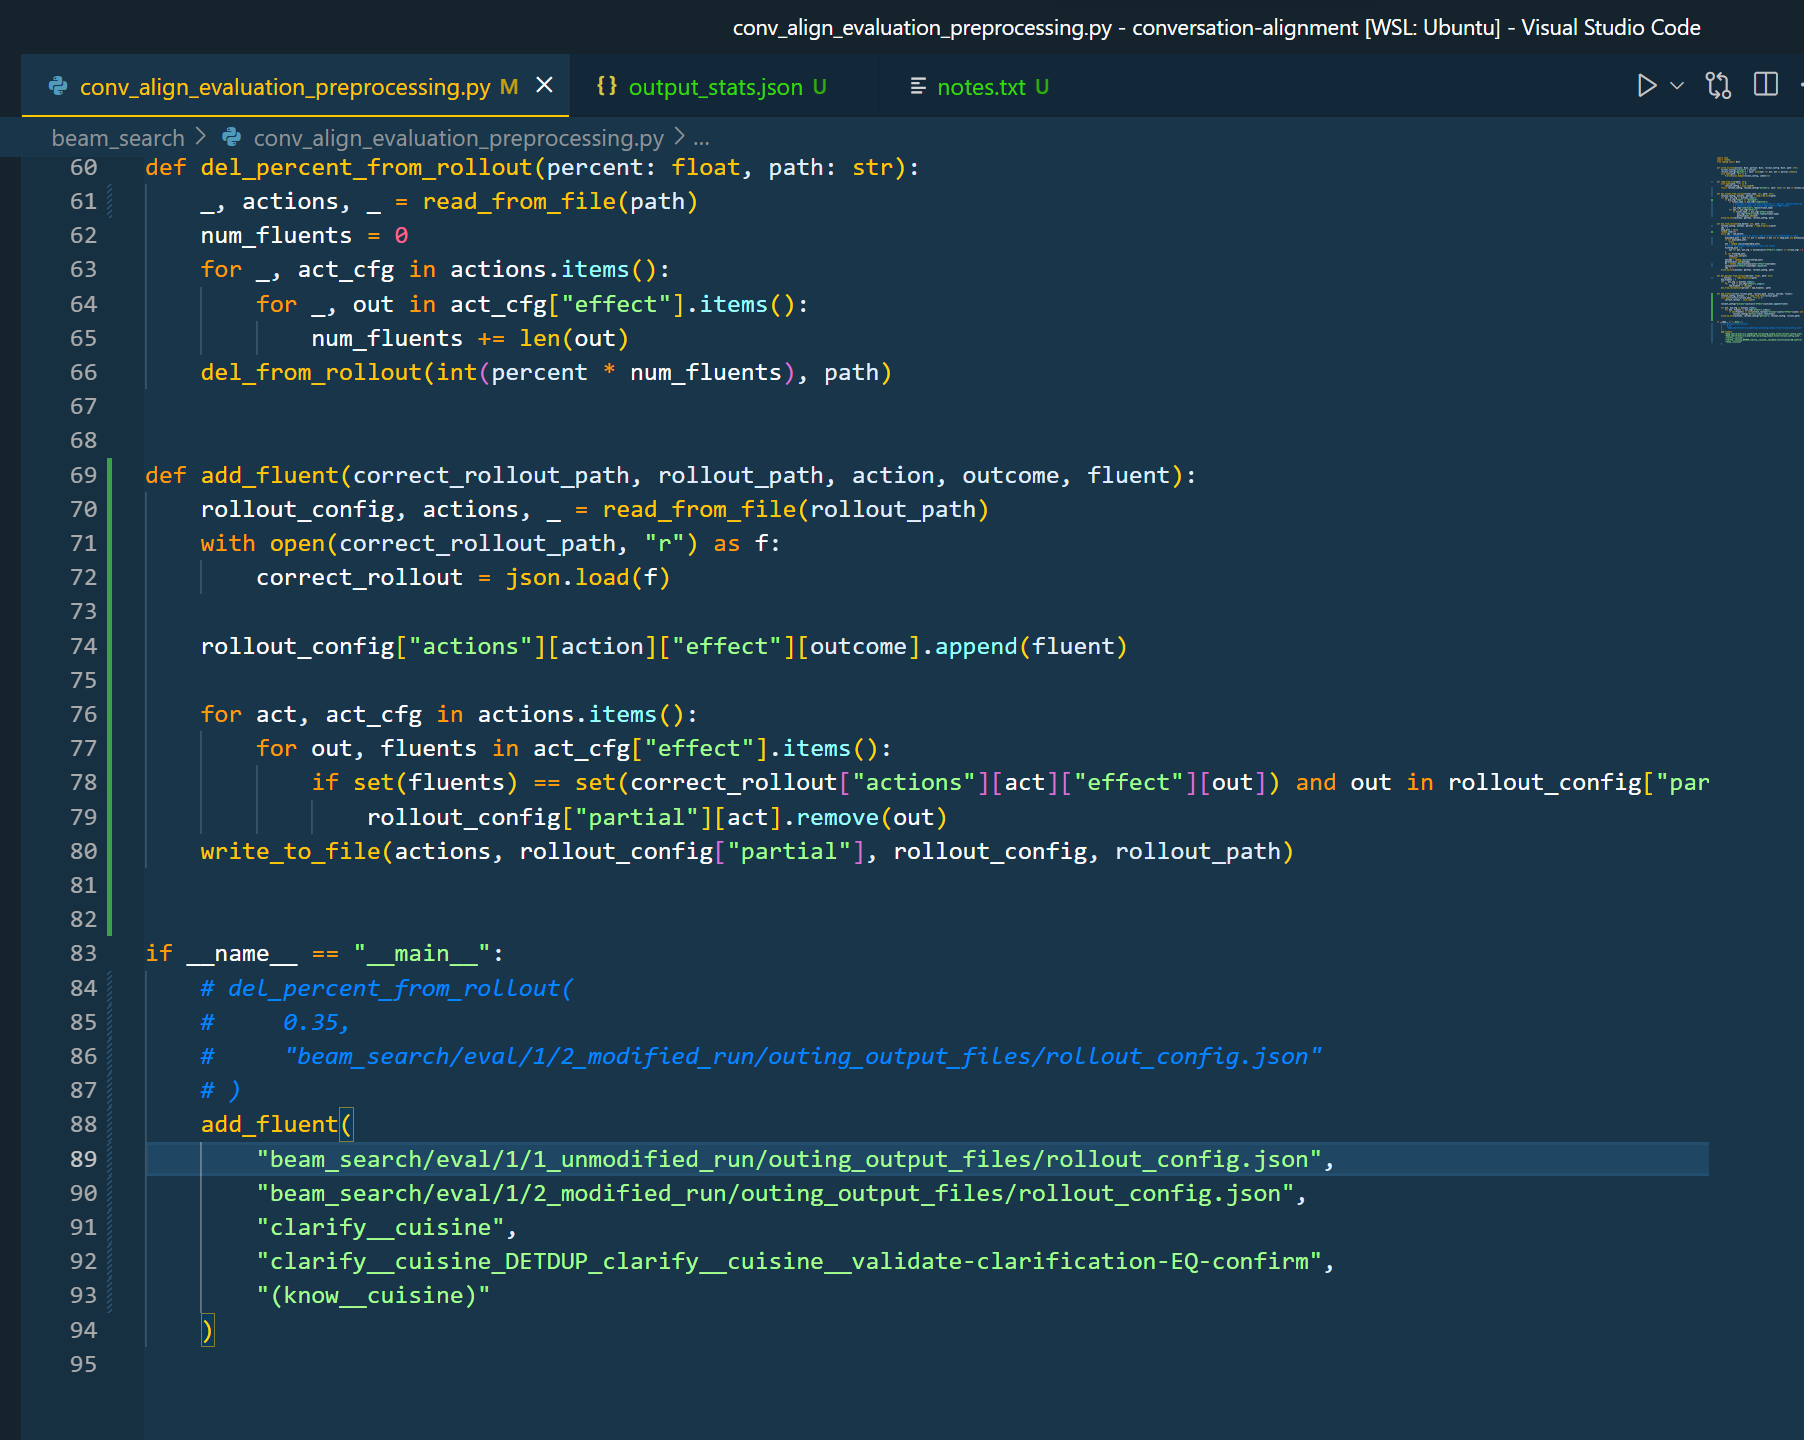 conv_align_evaluation_preprocessing.py - conversation-alignment [WSL: Ubuntu] - Visual Studio Code
conv_align_evaluation_preprocessing.py M
{} output_stats.json U
notes.txt U
beam_search > conv_align_evaluation_preprocessing.py > ...
60 def del_percent_from_rollout(percent: float, path: str):
61     _, actions, _ = read_from_file(path)
62     num_fluents = 0
63     for _, act_cfg in actions.items():
64         for _, out in act_cfg["effect"].items():
65             num_fluents += len(out)
66     del_from_rollout(int(percent * num_fluents), path)
67
68
69 def add_fluent(correct_rollout_path, rollout_path, action, outcome, fluent):
70     rollout_config, actions, _ = read_from_file(rollout_path)
71     with open(correct_rollout_path, "r") as f:
72         correct_rollout = json.load(f)
73
74     rollout_config["actions"][action]["effect"][outcome].append(fluent)
75
76     for act, act_cfg in actions.items():
77         for out, fluents in act_cfg["effect"].items():
78             if set(fluents) == set(correct_rollout["actions"][act]["effect"][out]) and out in rollout_config["par
79                 rollout_config["partial"][act].remove(out)
80     write_to_file(actions, rollout_config["partial"], rollout_config, rollout_path)
81
82
83 if __name__ == "__main__":
84     # del_percent_from_rollout(
85     #     0.35,
86     #     "beam_search/eval/1/2_modified_run/outing_output_files/rollout_config.json"
87     # )
88     add_fluent(
89         "beam_search/eval/1/1_unmodified_run/outing_output_files/rollout_config.json",
90         "beam_search/eval/1/2_modified_run/outing_output_files/rollout_config.json",
91         "clarify__cuisine",
92         "clarify__cuisine_DETDUP_clarify__cuisine__validate-clarification-EQ-confirm",
93         "(know__cuisine)"
94     )
95